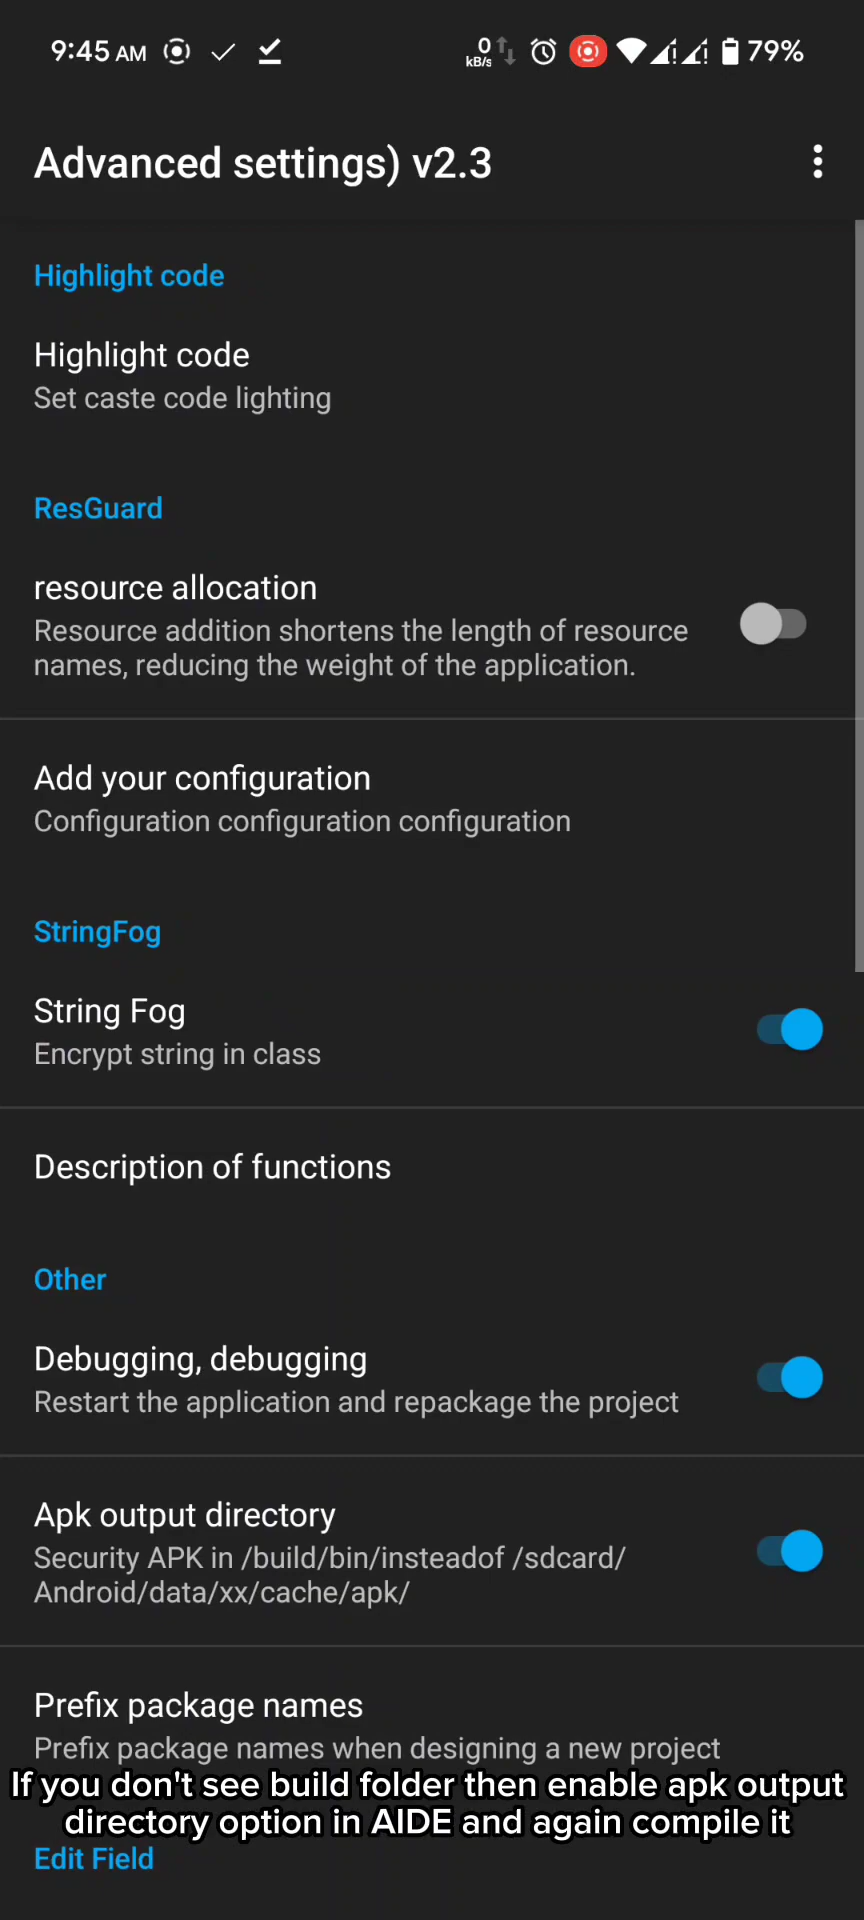 9:45 AM
0
kB/s
79%
Advanced settings) v2.3
Highlight code
Highlight code
Set caste code lighting
ResGuard
resource allocation
Resource addition shortens the length of resource
names, reducing the weight of the application.
Add your configuration
Configuration configuration configuration
StringFog
String Fog
Encrypt string in class
Description of functions
Other
Debugging, debugging
Restart the application and repackage the project
Apk output directory
Security APK in /build/bin/insteadof /sdcard/
Android/data/xx/cache/apk/
Prefix package names
Prefix package names when designing a new project
If you don't see build folder then enable apk output
directory option in AIDE and again compile it
Edit Field